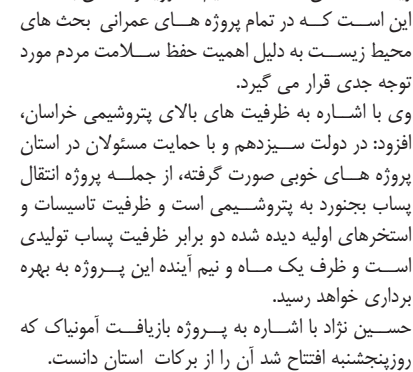 این اســت کــه در تمام پروژه هــای عمرانی بحث های
محیط زیســت به دلیل اهمیت حفظ ســلامت مردم مورد
توجه جدی قرار می گیرد.
وی با اشــاره به ظرفیت های بالای پتروشیمی خراسان،
افزود: در دولت ســیزدهم و با حمایت مسئولان در استان
پروژه هــای خوبی صورت گرفته، از جملــه پروژه انتقال
پساب بجنورد به پتروشــیمی است و ظرفیت تاسیسات و
استخرهای اولیه دیده شده دو برابر ظرفیت پساب تولیدی
اســت و ظرف یک مــاه و نیم آینده این پــروژه به بهره
برداری خواهد رسید.
حســین نژاد با اشــاره به پــروژه بازیافــت آمونیاک که
روزپنجشنبه افتتاح شد آن را از برکات استان دانست.